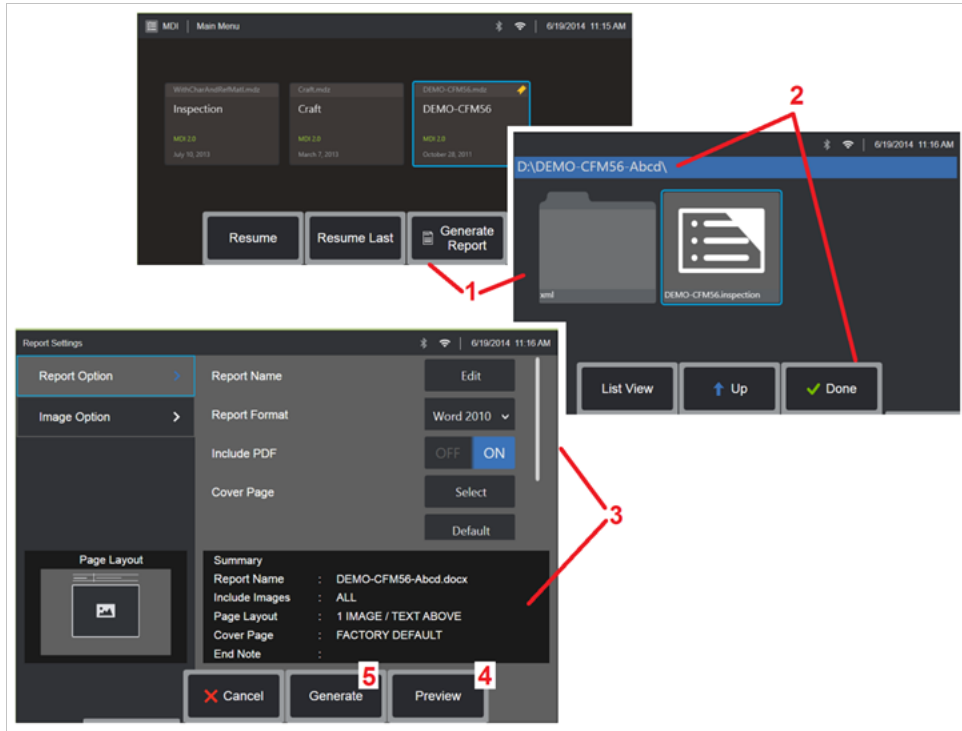 MDI | Main Menu
6/19/2014 11:15 AM
WithCharAndRefMatl.mdz
Inspection
MDI 2.0
July 10, 2013
Craft.mdz
Craft
MDI 2.0
March 7, 2013
DEMO-CFM56.mdz
DEMO-CFM56
MDI 2.0
October 28, 2011
Resume
Resume Last
Generate
Report
1
2
6/19/2014 11:16 AM
D:\DEMO-CFM56-Abcd\
xml
DEMO-CFM56.inspection
List View
Up
Done
Report Settings
6/19/2014 11:16 AM
Report Option
Image Option
Report Name Edit
Report Format Word 2010
Include PDF OFF ON
Cover Page Select
Default
3
Page Layout
Summary
Report Name : DEMO-CFM56-Abcd.docx
Include Images : ALL
Page Layout : 1 IMAGE / TEXT ABOVE
Cover Page : FACTORY DEFAULT
End Note :
Cancel
Generate
5
Preview
4